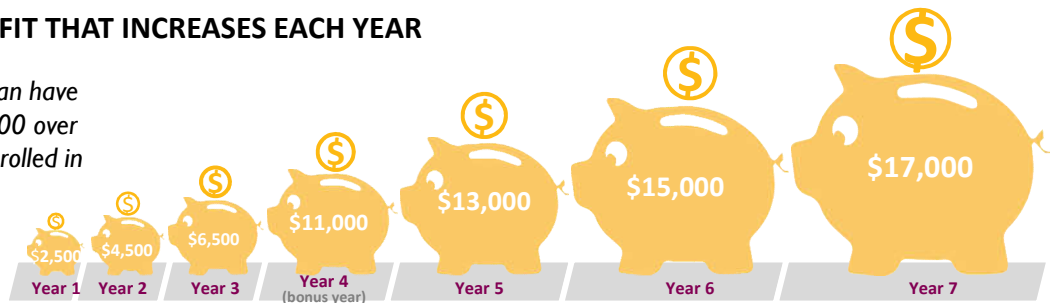 FIT THAT INCREASES EACH YEAR
an have
00 over
rolled in
$2,500
$4,500
$6,500
$11,000
$13,000
$15,000
$17,000
Year 1
Year 2
Year 3
Year 4
(bonus year)
Year 5
Year 6
Year 7